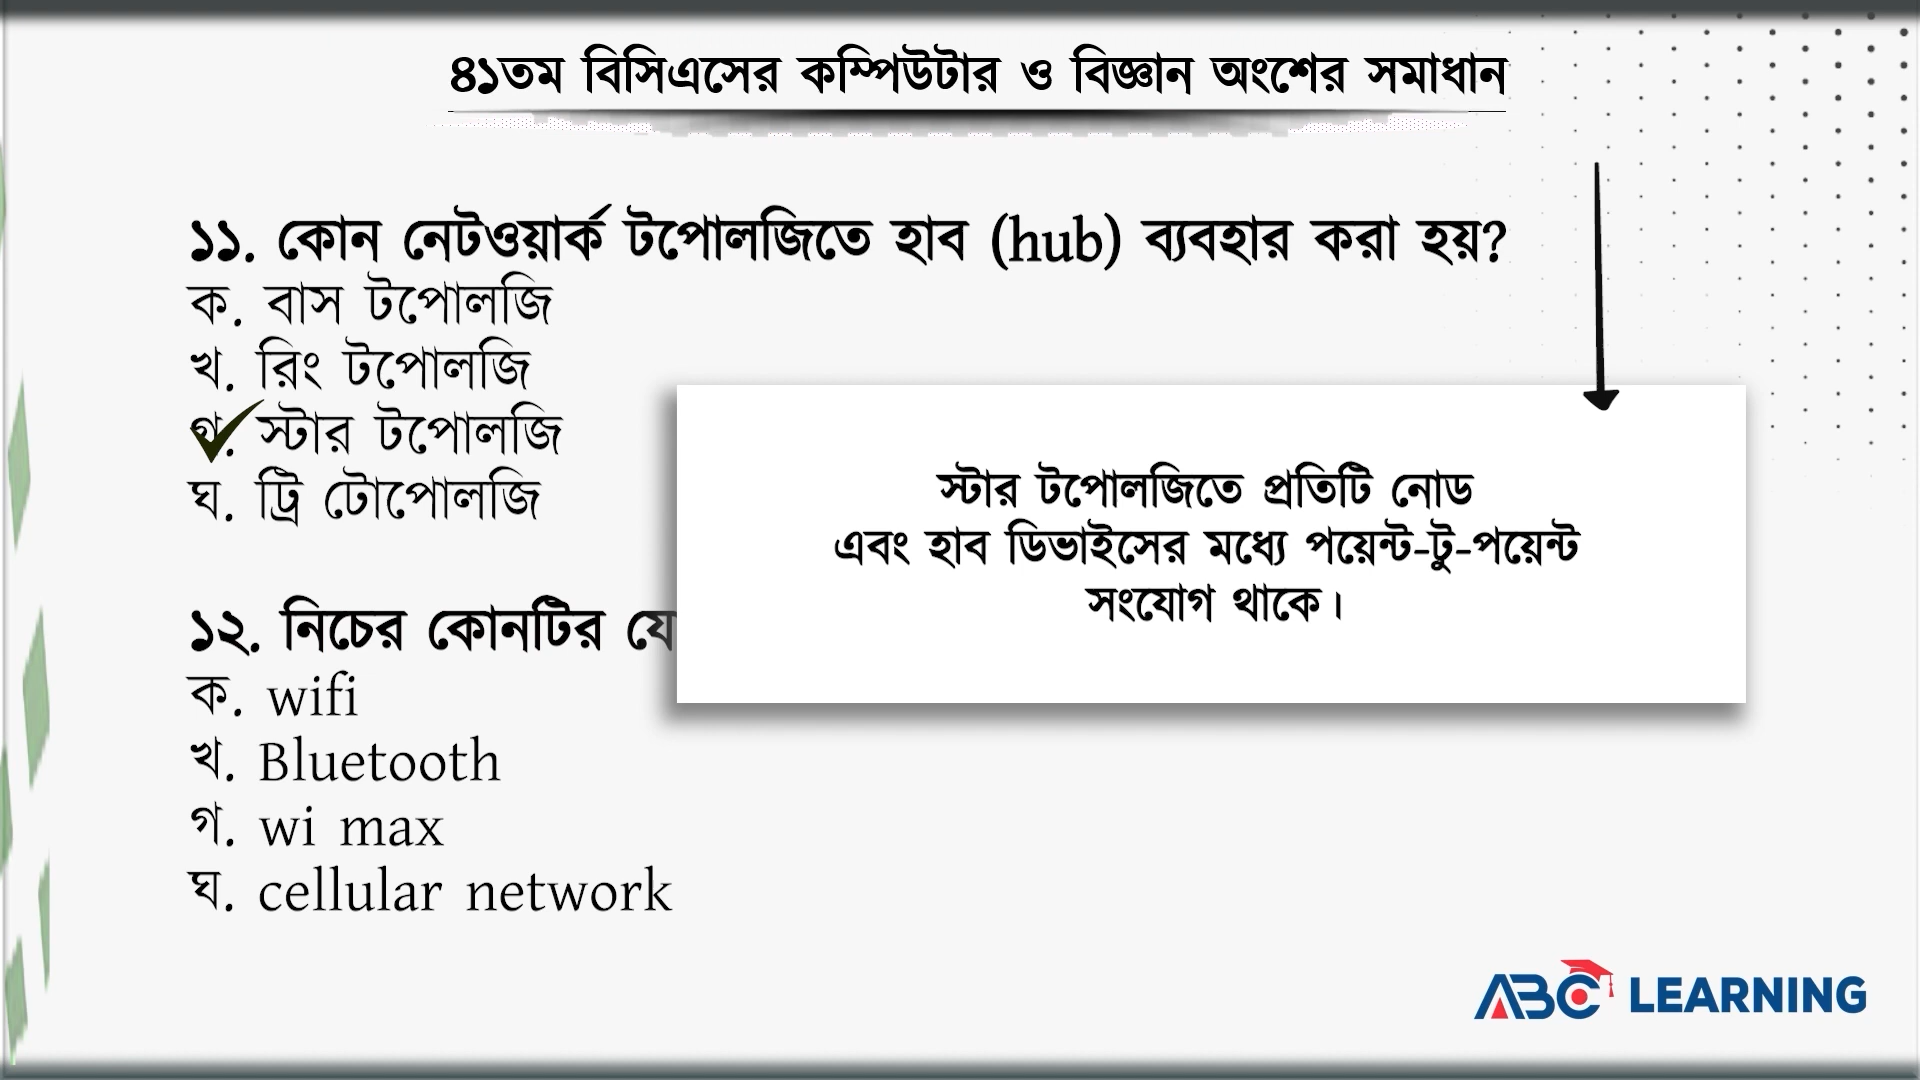 ৪১তম বিসিএসের কম্পিউটার ও বিজ্ঞান অংশের সমাধান
১১. কোন নেটওয়ার্ক টপোলজিতে হাব (hub) ব্যবহার করা হয়?
ক. বাস টপোলজি
খ. রিং টপোলজি
গ. স্টার টপোলজি
ঘ. ট্রি টোপোলজি
স্টার টপোলজিতে প্রতিটি নোড
এবং হাব ডিভাইসের মধ্যে পয়েন্ট-টু-পয়েন্ট
সংযোগ থাকে।
১২. নিচের কোনটির
ক. wifi
খ. Bluetooth
গ. wi max
ঘ. cellular network
ABC LEARNING